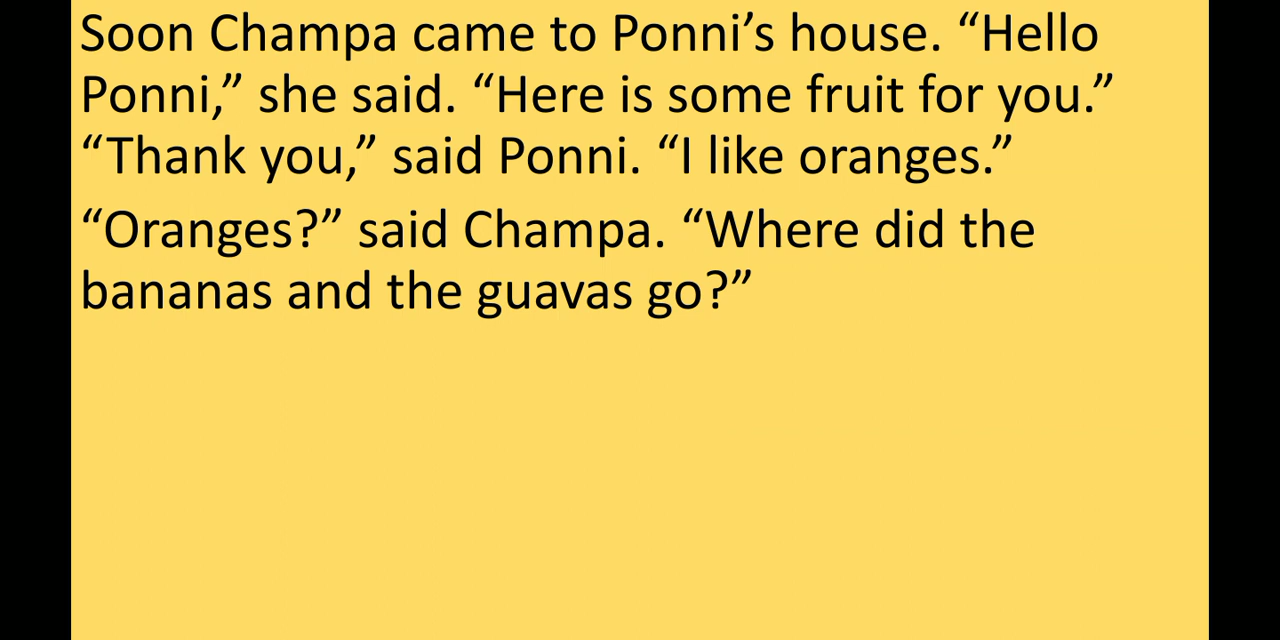 Soon Champa came to Ponni’s house. “Hello
Ponni,” she said. “Here is some fruit for you.”
“Thank you,” said Ponni. “I like oranges.”
“Oranges?” said Champa. “Where did the
bananas and the guavas go?”